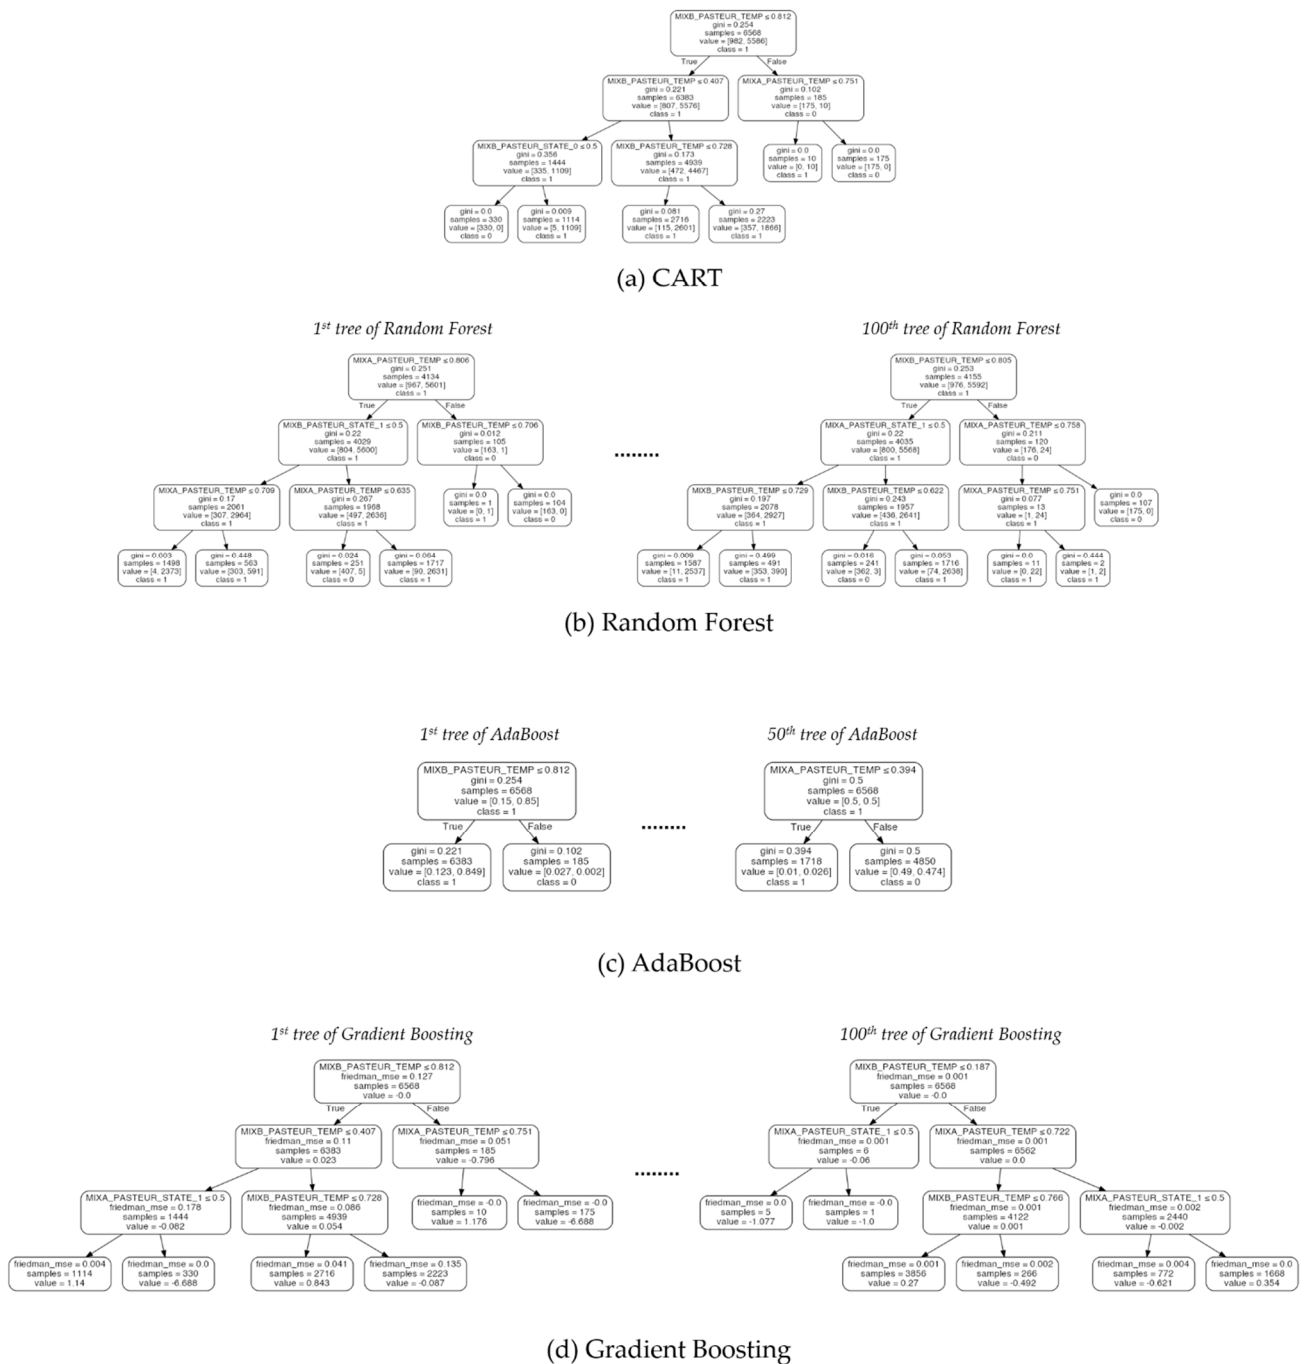 MIXB_PASTEUR_TEMP ≤ 0.812
gini = 0.254
samples = 6568
value = [982, 5586]
class = 1
True
False
MIXB_PASTEUR_TEMP ≤ 0.407
gini = 0.221
samples = 6383
value = [807, 5576]
class = 1
MIXA_PASTEUR_TEMP ≤ 0.751
gini = 0.102
samples = 185
value = [175, 10]
class = 0
MIXB_PASTEUR_STATE_0 ≤ 0.5
gini = 0.356
samples = 1444
value = [335, 1109]
class = 1
MIXB_PASTEUR_TEMP ≤ 0.728
gini = 0.173
samples = 4939
value = [472, 4467]
class = 1
gini = 0.0
samples = 10
value = [0, 10]
class = 1
gini = 0.0
samples = 175
value = [175, 0]
class = 0
gini = 0.0
samples = 330
value = [330, 0]
class = 0
gini = 0.009
samples = 1114
value = [5, 1109]
class = 1
gini = 0.081
samples = 2716
value = [115, 2601]
class = 1
gini = 0.27
samples = 2223
value = [357, 1866]
class = 1
(a) CART
1st tree of Random Forest
100th tree of Random Forest
MIXA_PASTEUR_TEMP ≤ 0.806
gini = 0.251
samples = 4134
value = [967, 5601]
class = 1
True
False
MIXB_PASTEUR_STATE_1 ≤ 0.5
gini = 0.22
samples = 4029
value = [804, 5600]
class = 1
MIXB_PASTEUR_TEMP ≤ 0.706
gini = 0.012
samples = 105
value = [163, 1]
class = 0
MIXA_PASTEUR_TEMP ≤ 0.709
gini = 0.17
samples = 2061
value = [307, 2964]
class = 1
MIXA_PASTEUR_TEMP ≤ 0.635
gini = 0.267
samples = 1968
value = [497, 2636]
class = 1
gini = 0.0
samples = 1
value = [0, 1]
class = 1
gini = 0.0
samples = 104
value = [163, 0]
class = 0
gini = 0.003
samples = 1498
value = [4, 2373]
class = 1
gini = 0.448
samples = 563
value = [303, 591]
class = 1
gini = 0.024
samples = 251
value = [407, 5]
class = 0
gini = 0.064
samples = 1717
value = [90, 2631]
class = 1
........
MIXB_PASTEUR_TEMP ≤ 0.805
gini = 0.253
samples = 4155
value = [976, 5592]
class = 1
True
False
MIXA_PASTEUR_STATE_1 ≤ 0.5
gini = 0.22
samples = 4035
value = [800, 5568]
class = 1
MIXA_PASTEUR_TEMP ≤ 0.758
gini = 0.211
samples = 120
value = [176, 24]
class = 0
MIXB_PASTEUR_TEMP ≤ 0.729
gini = 0.197
samples = 2078
value = [364, 2927]
class = 1
MIXB_PASTEUR_TEMP ≤ 0.622
gini = 0.243
samples = 1957
value = [436, 2641]
class = 1
MIXA_PASTEUR_TEMP ≤ 0.751
gini = 0.077
samples = 13
value = [1, 24]
class = 1
gini = 0.0
samples = 107
value = [175, 0]
class = 0
gini = 0.009
samples = 1587
value = [11, 2537]
class = 1
gini = 0.499
samples = 491
value = [353, 390]
class = 1
gini = 0.016
samples = 241
value = [362, 3]
class = 0
gini = 0.053
samples = 1716
value = [74, 2638]
class = 1
gini = 0.0
samples = 11
value = [0, 22]
class = 1
gini = 0.444
samples = 2
value = [1, 2]
class = 1
(b) Random Forest
1st tree of AdaBoost
50th tree of AdaBoost
MIXB_PASTEUR_TEMP ≤ 0.812
gini = 0.254
samples = 6568
value = [0.15, 0.85]
class = 1
True
False
gini = 0.221
samples = 6383
value = [0.123, 0.849]
class = 1
gini = 0.102
samples = 185
value = [0.027, 0.002]
class = 0
........
MIXA_PASTEUR_TEMP ≤ 0.394
gini = 0.5
samples = 6568
value = [0.5, 0.5]
class = 1
True
False
gini = 0.394
samples = 1718
value = [0.01, 0.026]
class = 1
gini = 0.5
samples = 4850
value = [0.49, 0.474]
class = 0
(c) AdaBoost
1st tree of Gradient Boosting
100th tree of Gradient Boosting
MIXB_PASTEUR_TEMP ≤ 0.812
friedman_mse = 0.127
samples = 6568
value = -0.0
True
False
MIXB_PASTEUR_TEMP ≤ 0.407
friedman_mse = 0.11
samples = 6383
value = 0.023
MIXA_PASTEUR_TEMP ≤ 0.751
friedman_mse = 0.051
samples = 185
value = -0.796
MIXA_PASTEUR_STATE_1 ≤ 0.5
friedman_mse = 0.178
samples = 1444
value = -0.082
MIXB_PASTEUR_TEMP ≤ 0.728
friedman_mse = 0.086
samples = 4939
value = 0.054
friedman_mse = -0.0
samples = 10
value = 1.176
friedman_mse = -0.0
samples = 175
value = -6.688
friedman_mse = 0.004
samples = 1114
value = 1.14
friedman_mse = 0.0
samples = 330
value = -6.688
friedman_mse = 0.041
samples = 2716
value = 0.843
friedman_mse = 0.135
samples = 2223
value = -0.087
........
MIXB_PASTEUR_TEMP ≤ 0.187
friedman_mse = 0.001
samples = 6568
value = -0.0
True
False
MIXA_PASTEUR_STATE_1 ≤ 0.5
friedman_mse = 0.001
samples = 6
value = -0.06
MIXA_PASTEUR_TEMP ≤ 0.722
friedman_mse = 0.001
samples = 6562
value = 0.0
friedman_mse = 0.0
samples = 5
value = -1.077
friedman_mse = -0.0
samples = 1
value = -1.0
MIXB_PASTEUR_TEMP ≤ 0.766
friedman_mse = 0.001
samples = 4122
value = 0.001
MIXA_PASTEUR_STATE_1 ≤ 0.5
friedman_mse = 0.002
samples = 2440
value = -0.002
friedman_mse = 0.001
samples = 3856
value = 0.27
friedman_mse = 0.002
samples = 266
value = -0.492
friedman_mse = 0.004
samples = 772
value = -0.621
friedman_mse = 0.0
samples = 1668
value = 0.354
(d) Gradient Boosting